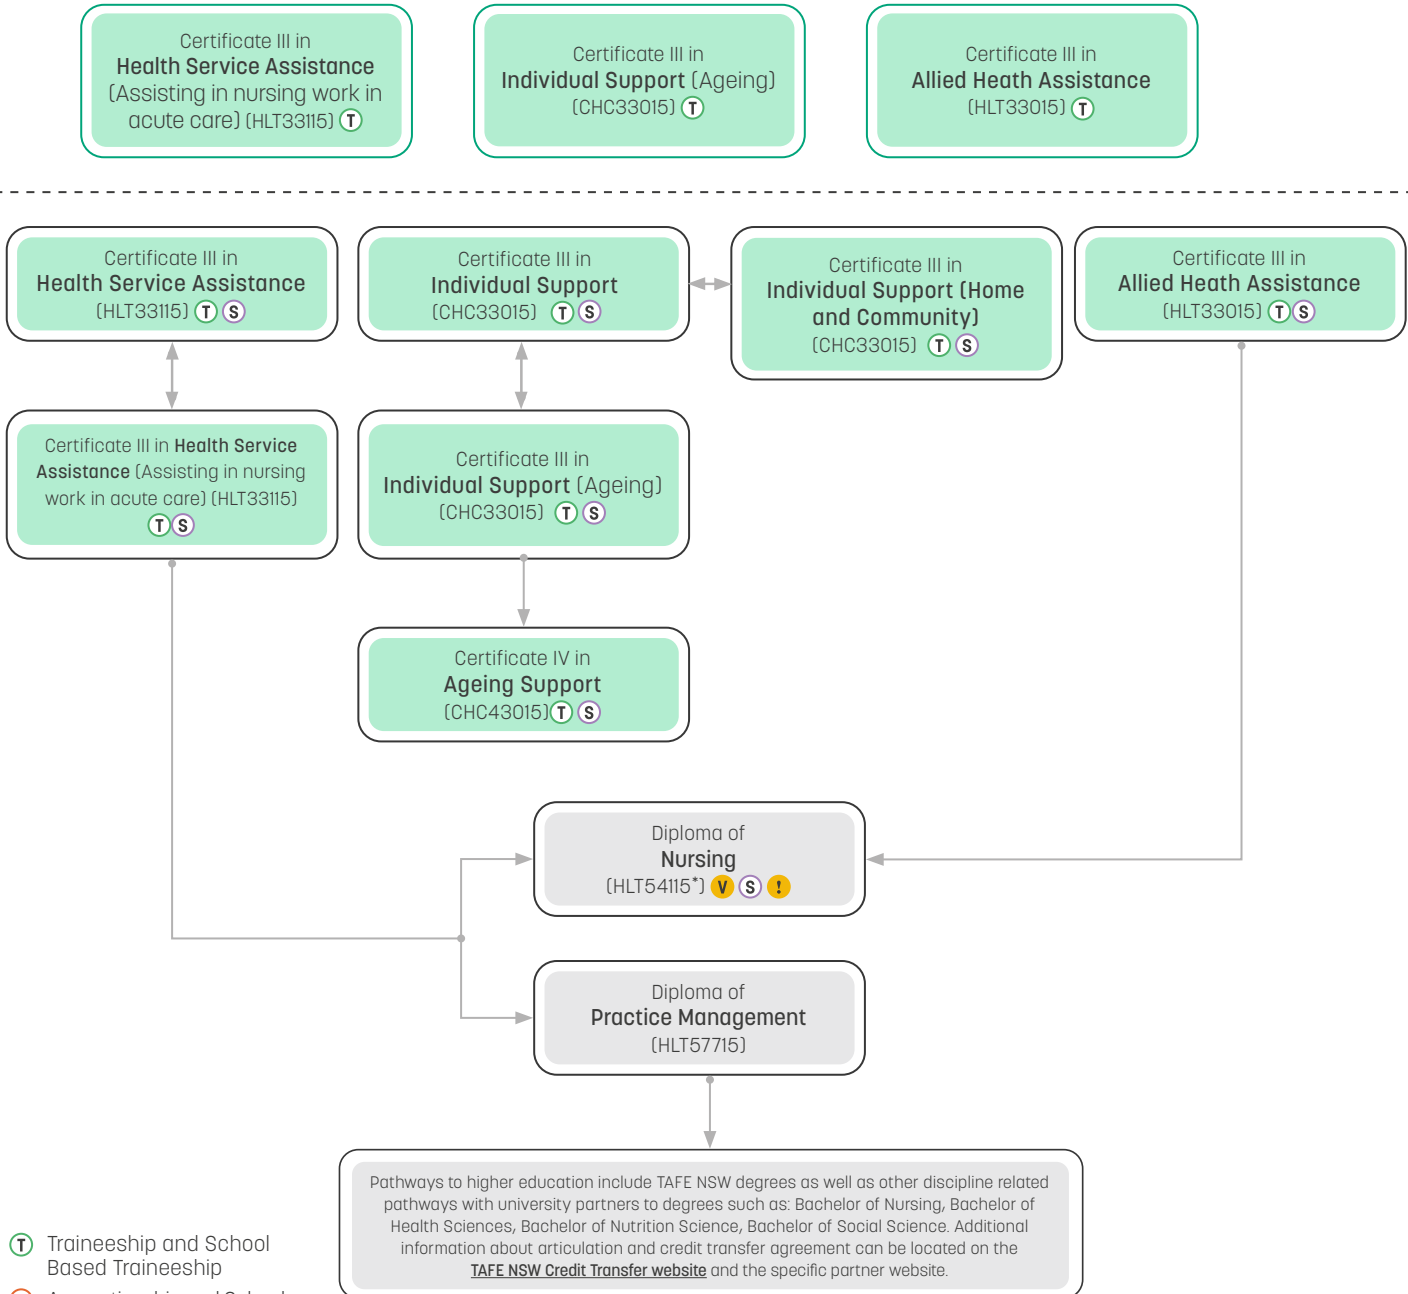 Certificate III in
Health Service Assistance
(Assisting in nursing work in
acute care) (HLT33115) T
Certificate III in
Individual Support (Ageing)
(CHC33015) T
Certificate III in
Allied Heath Assistance
(HLT33015) T
Certificate III in
Health Service Assistance
(HLT33115) T S
Certificate III in
Individual Support
(CHC33015) T S
Certificate III in
Individual Support (Home
and Community)
(CHC33015) T S
Certificate III in
Allied Heath Assistance
(HLT33015) T S
Certificate III in Health Service
Assistance (Assisting in nursing
work in acute care) (HLT33115)
T S
Certificate III in
Individual Support (Ageing)
(CHC33015) T S
Certificate IV in
Ageing Support
(CHC43015) T S
Diploma of
Nursing
(HLT54115*) V S !
Diploma of
Practice Management
(HLT57715)
Pathways to higher education include TAFE NSW degrees as well as other discipline related
pathways with university partners to degrees such as: Bachelor of Nursing, Bachelor of
Health Sciences, Bachelor of Nutrition Science, Bachelor of Social Science. Additional
information about articulation and credit transfer agreement can be located on the
TAFE NSW Credit Transfer website and the specific partner website.
T Traineeship and School
Based Traineeship